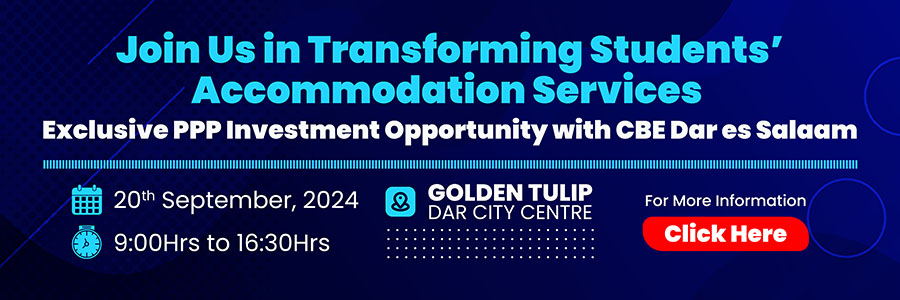 Join Us in Transforming Students’
Accommodation Services
Exclusive PPP Investment Opportunity with CBE Dar es Salaam
20th September, 2024
9:00Hrs to 16:30Hrs
GOLDEN TULIP
DAR CITY CENTRE
For More Information
Click Here